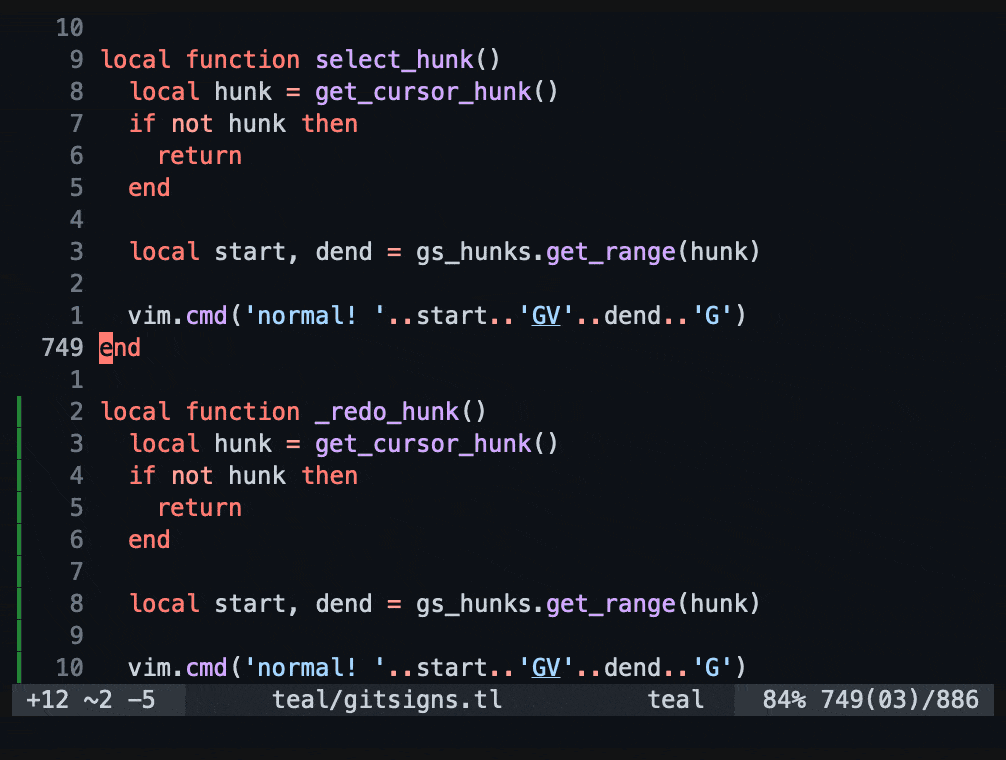 10
9 local function select_hunk()
8   local hunk = get_cursor_hunk()
7   if not hunk then
6     return
5   end
4
3   local start, dend = gs_hunks.get_range(hunk)
2
1   vim.cmd('normal! '..start..'GV'..dend..'G')
749 end
1
2 local function _redo_hunk()
3   local hunk = get_cursor_hunk()
4   if not hunk then
5     return
6   end
7
8   local start, dend = gs_hunks.get_range(hunk)
9
10   vim.cmd('normal! '..start..'GV'..dend..'G')
+12 ~2 −5 teal/gitsigns.tl teal 84% 749(03)/886